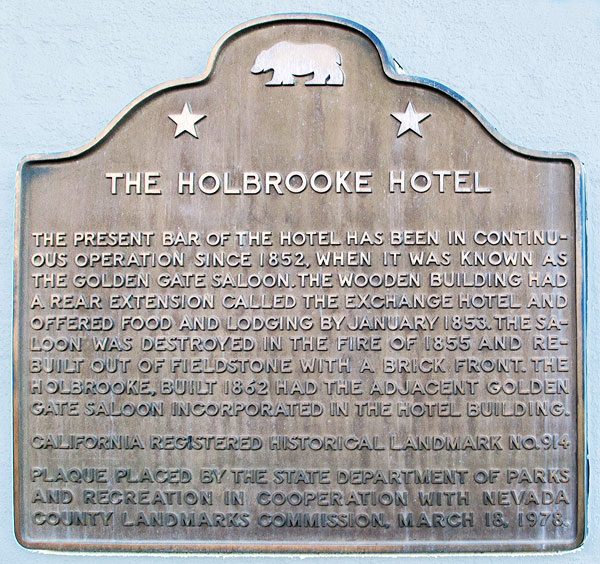 THE HOLBROOKE HOTEL
THE PRESENT BAR OF THE HOTEL HAS BEEN IN CONTINU-
OUS OPERATION SINCE 1852, WHEN IT WAS KNOWN AS
THE GOLDEN GATE SALOON. THE WOODEN BUILDING HAD
A REAR EXTENSION CALLED THE EXCHANGE HOTEL AND
OFFERED FOOD AND LODGING BY JANUARY 1853. THE SA-
LOON WAS DESTROYED IN THE FIRE OF 1855 AND RE-
BUILT OUT OF FIELDSTONE WITH A BRICK FRONT. THE
HOLBROOKE, BUILT 1862 HAD THE ADJACENT GOLDEN
GATE SALOON INCORPORATED IN THE HOTEL BUILDING.
CALIFORNIA REGISTERED HISTORICAL LANDMARK NO. 914
PLAQUE PLACED BY THE STATE DEPARTMENT OF PARKS
AND RECREATION IN COOPERATION WITH NEVADA
COUNTY LANDMARKS COMMISSION, MARCH 18, 1978.